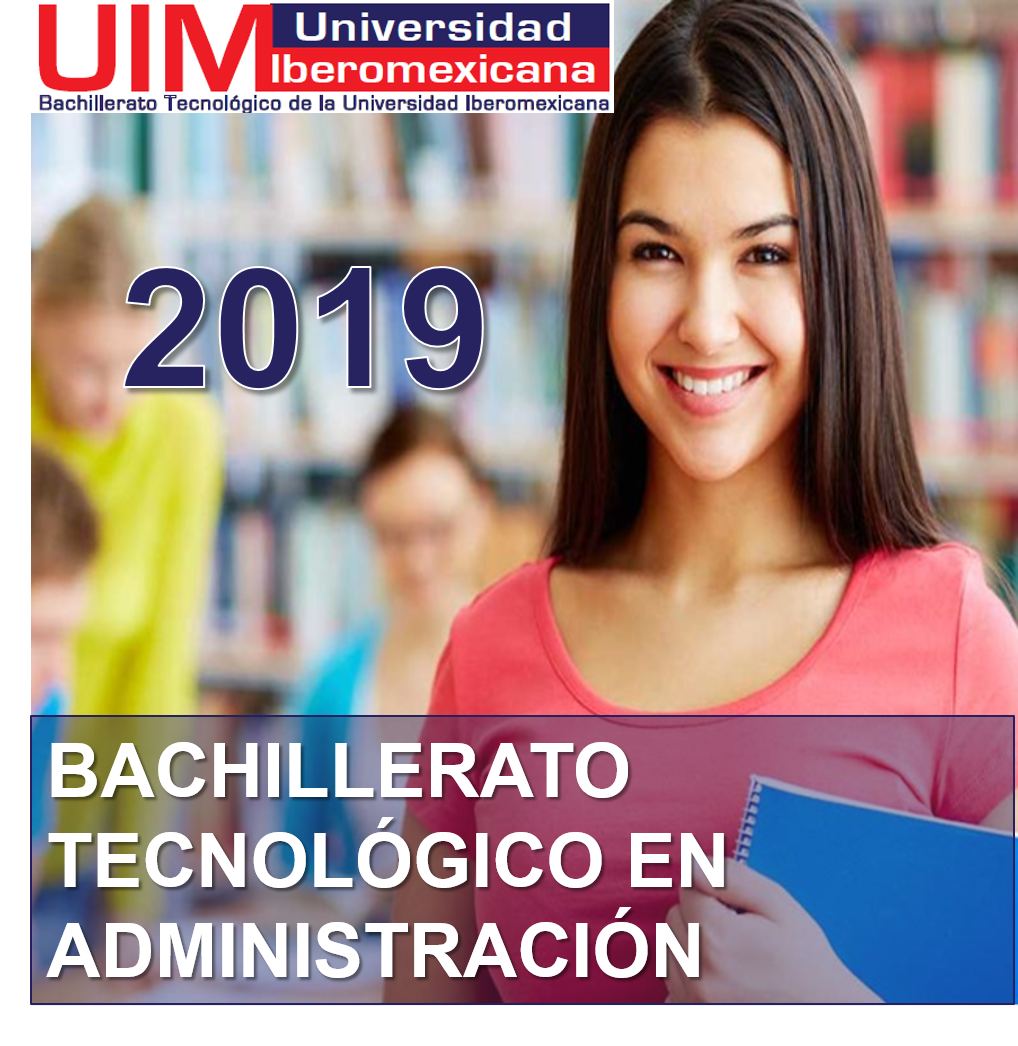 UIM
Universidad
Iberomexicana
Bachillerato Tecnológico de la Universidad Iberomexicana
2019
BACHILLERATO
TECNOLÓGICO EN
ADMINISTRACIÓN